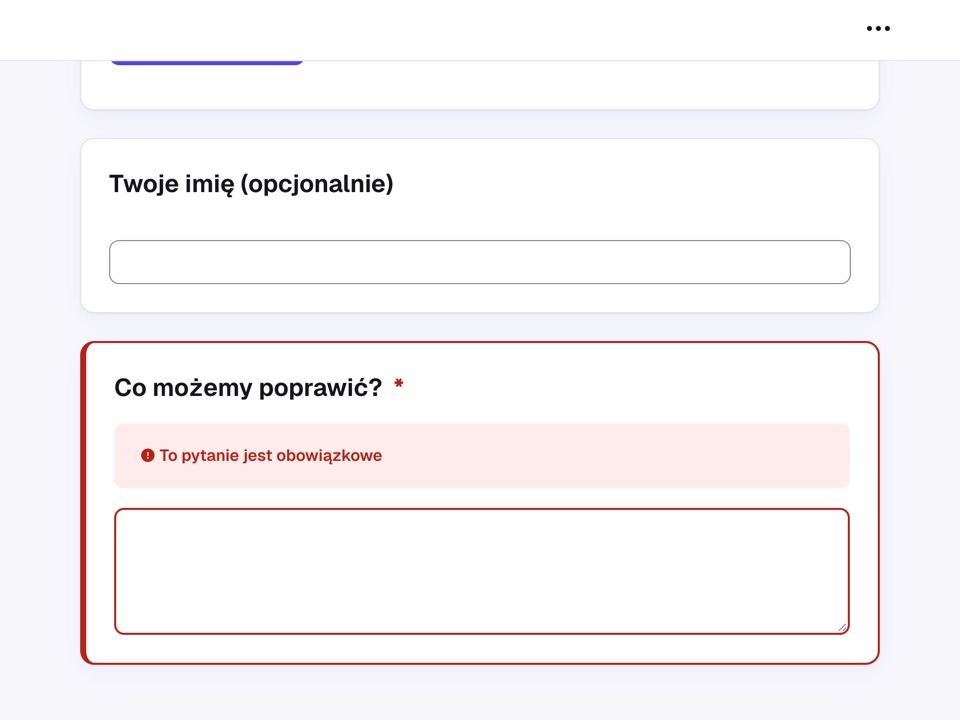 Twoje imię (opcjonalnie)
Co możemy poprawić? *
To pytanie jest obowiązkowe